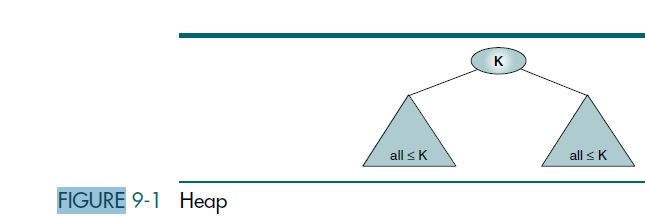 K
all ≤ K all ≤ K
FIGURE 9-1 Heap